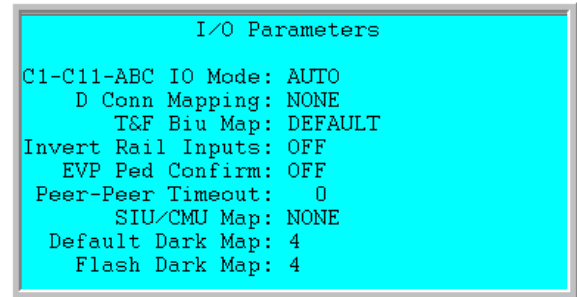 I/O Parameters
C1-C11-ABC IO Mode: AUTO
D Conn Mapping: NONE
T&F Biu Map: DEFAULT
Invert Rail Inputs: OFF
EVP Ped Confirm: OFF
Peer-Peer Timeout: 0
SIU/CMU Map: NONE
Default Dark Map: 4
Flash Dark Map: 4